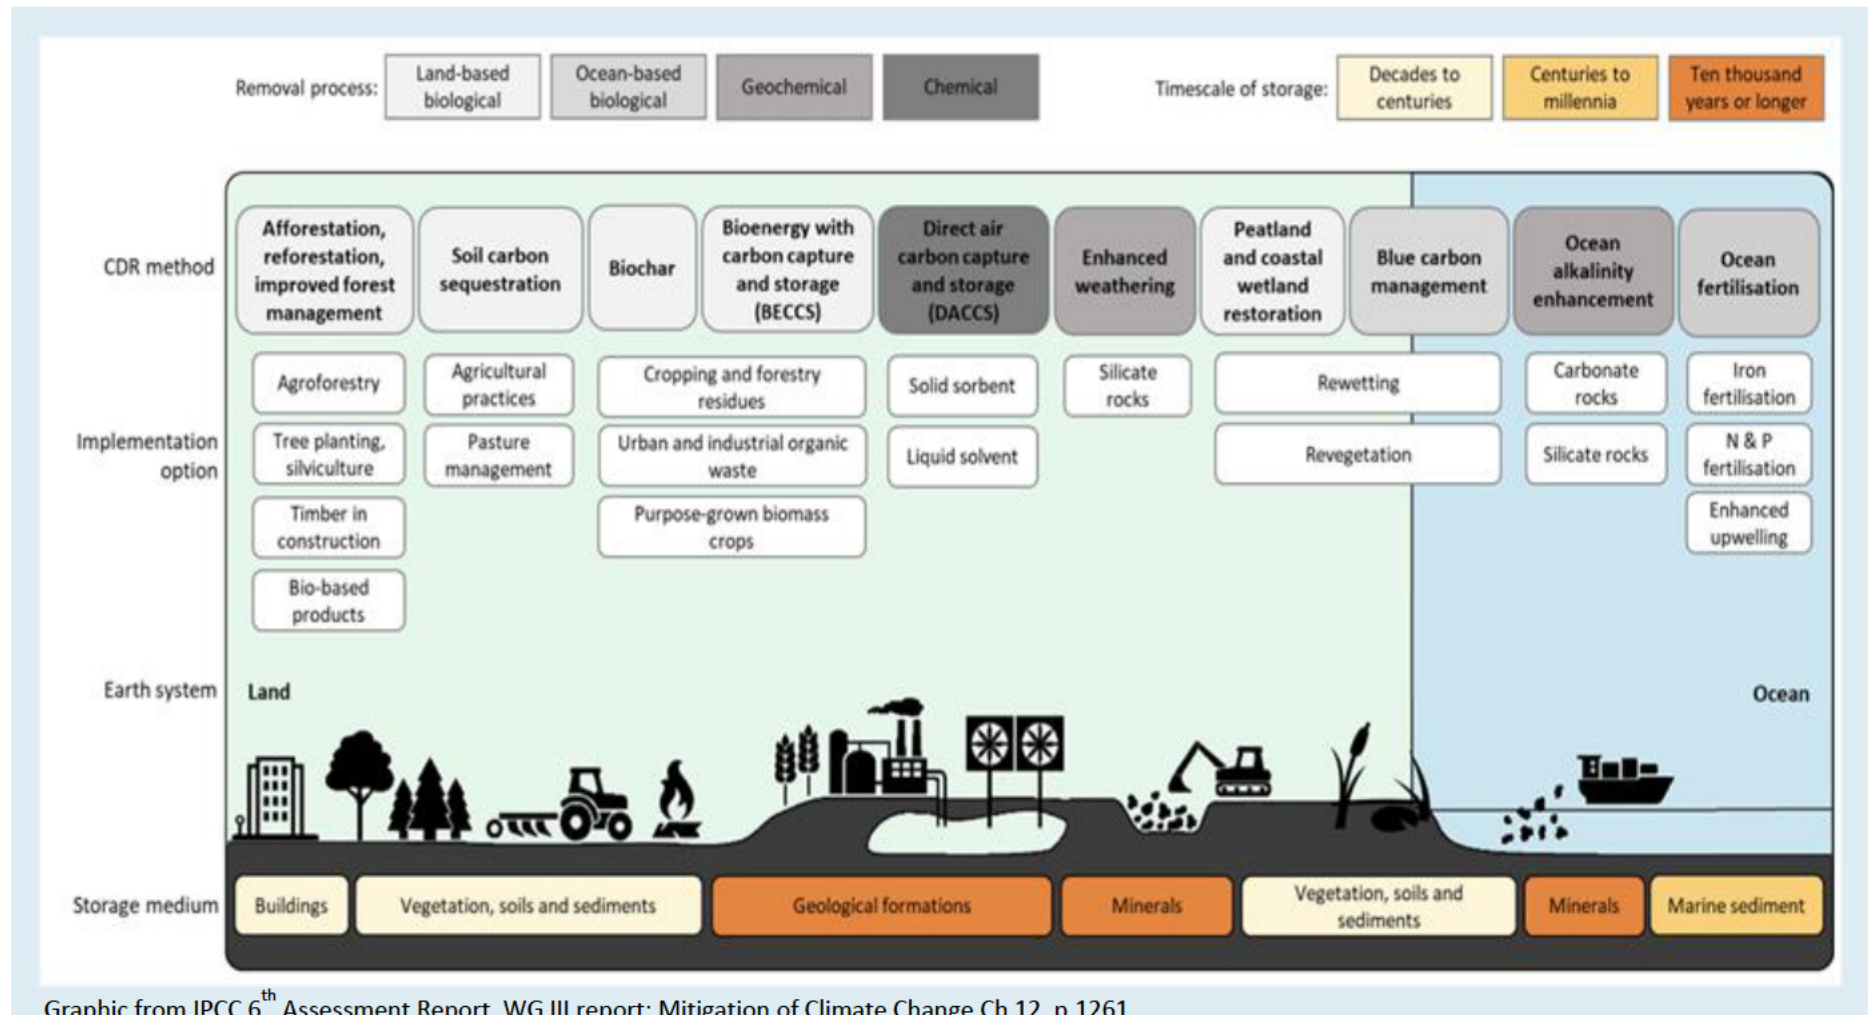 Removal process:
Land-based
biological
Ocean-based
biological
Geochemical
Chemical
Timescale of storage:
Decades to
centuries
Centuries to
millennia
Ten thousand
years or longer
CDR method
Afforestation,
reforestation,
improved forest
management
Soil carbon
sequestration
Biochar
Bioenergy with
carbon capture
and storage
(BECCS)
Direct air
carbon capture
and storage
(DACCS)
Enhanced
weathering
Peatland
and coastal
wetland
restoration
Blue carbon
management
Ocean
alkalinity
enhancement
Ocean
fertilisation
Implementation
option
Agroforestry
Tree planting,
silviculture
Timber in
construction
Bio-based
products
Agricultural
practices
Pasture
management
Cropping and forestry
residues
Urban and industrial organic
waste
Purpose-grown biomass
crops
Solid sorbent
Liquid solvent
Silicate
rocks
Rewetting
Revegetation
Carbonate
rocks
Silicate rocks
Iron
fertilisation
N & P
fertilisation
Enhanced
upwelling
Earth system
Land
Ocean
Storage medium
Buildings
Vegetation, soils and sediments
Geological formations
Minerals
Vegetation, soils and
sediments
Minerals
Marine sediment
Graphic from IPCC 6th Assessment Report, WG III report: Mitigation of Climate Change Ch 12, p 1261